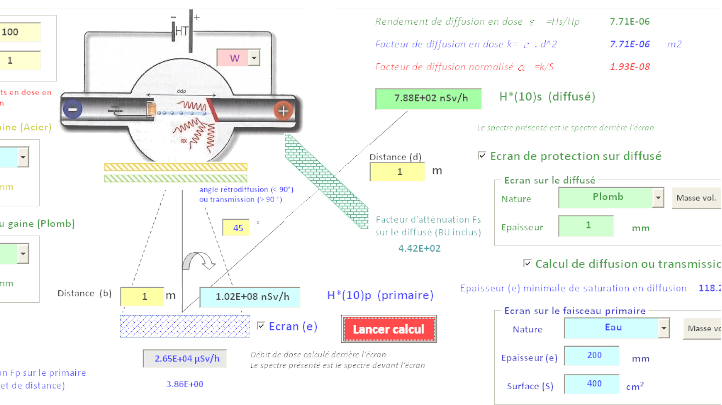 Rendement de diffusion en dose =Hs/Hp 7.71E-06
100
HT
Facteur de diffusion en dose k= . d^2 7.71E-06 m2
1
W
Facteur de diffusion normalisé =k/S 1.93E-08
ts en dose en
7.88E+02 nSv/h H*(10)s (diffusé)
aine (Acier)
Le spectre présenté est le spectre derrière l'écran
Distance (d)
Ecran de protection sur diffusé
1 m
mm
angle rétrodiffusion (< 90°)
ou transmission (> 90 °)
Ecran sur le diffusé
Nature Plomb Masse vol.
u gaine (Plomb)
45 °
Facteur d'attenuation Fs
sur le diffusé (BU inclus)
4.42E+02
Epaisseur 1 mm
Calcul de diffusion ou transmissio
mm
Epaisseur (e) minimale de saturation en diffusion 118.2
Distance (b) 1 m 1.02E+08 nSv/h H*(10)p (primaire)
Ecran sur le faisceau primaire
Ecran (e) Lancer calcul
Nature Eau Masse vo
2.65E+04 µSv/h
Débit de dose calculé derrière l'écran
Le spectre présenté est le spectre devant l'écran
Epaisseur (e) 200 mm
on Fp sur le primaire
et de distance)
3.86E+00
Surface (S) 400 cm²